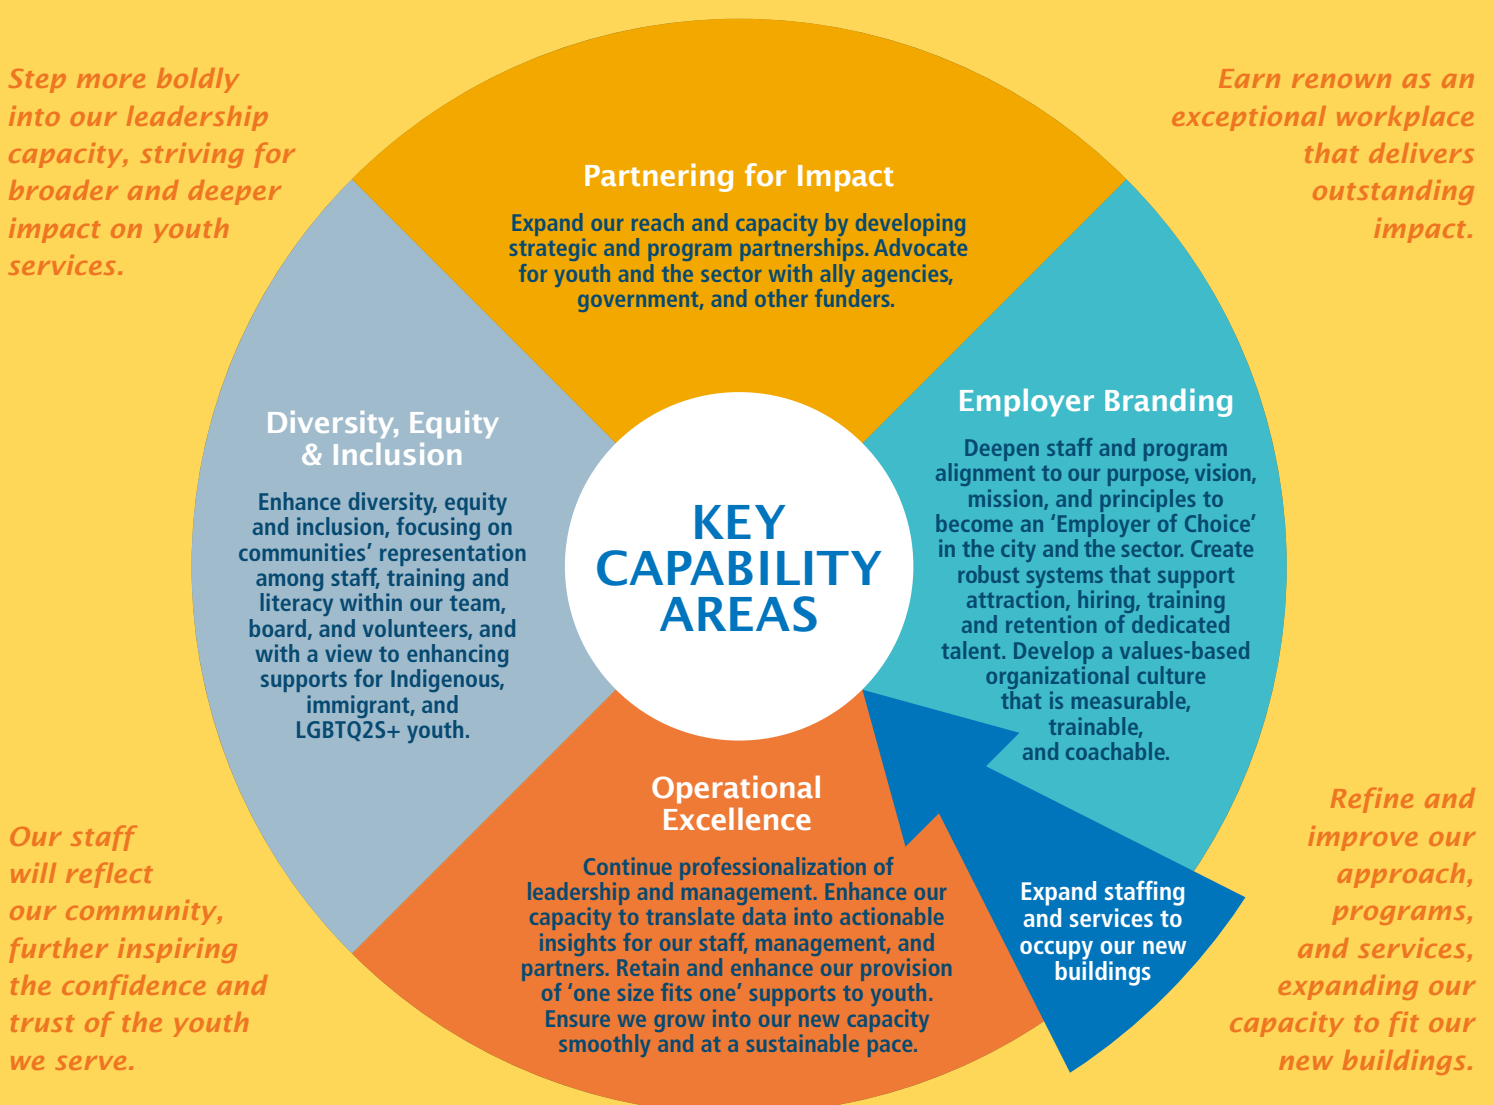 Step more boldly
into our leadership
capacity, striving for
broader and deeper
impact on youth
services.
Earn renown as an
exceptional workplace
that delivers
outstanding
impact.
Partnering for Impact
Expand our reach and capacity by developing
strategic and program partnerships. Advocate
for youth and the sector with ally agencies,
government, and other funders.
Diversity, Equity
& Inclusion
Enhance diversity, equity
and inclusion, focusing on
communities’ representation
among staff, training and
literacy within our team,
board, and volunteers, and
with a view to enhancing
supports for Indigenous,
immigrant, and
LGBTQ2S+ youth.
KEY
CAPABILITY
AREAS
Employer Branding
Deepen staff and program
alignment to our purpose, vision,
mission, and principles to
become an ‘Employer of Choice’
in the city and the sector. Create
robust systems that support
attraction, hiring, training
and retention of dedicated
talent. Develop a values-based
organizational culture
that is measurable,
trainable,
and coachable.
Operational
Excellence
Continue professionalization of
leadership and management. Enhance our
capacity to translate data into actionable
insights for our staff, management, and
partners. Retain and enhance our provision
of ‘one size fits one’ supports to youth.
Ensure we grow into our new capacity
smoothly and at a sustainable pace.
Expand staffing
and services to
occupy our new
buildings
Our staff
will reflect
our community,
further inspiring
the confidence and
trust of the youth
we serve.
Refine and
improve our
approach,
programs,
and services,
expanding our
capacity to fit our
new buildings.